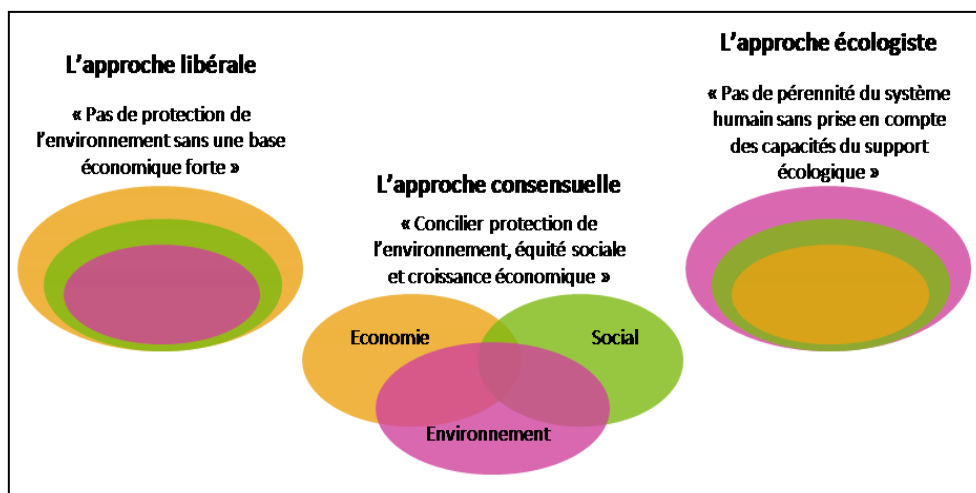 L'approche libérale
« Pas de protection de
l'environnement sans une base
économique forte »
L'approche consensuelle
« Concilier protection de
l'environnement, équité sociale
et croissance économique »
Economie
Social
Environnement
L'approche écologiste
« Pas de pérennité du système
humain sans prise en compte
des capacités du support
écologique »